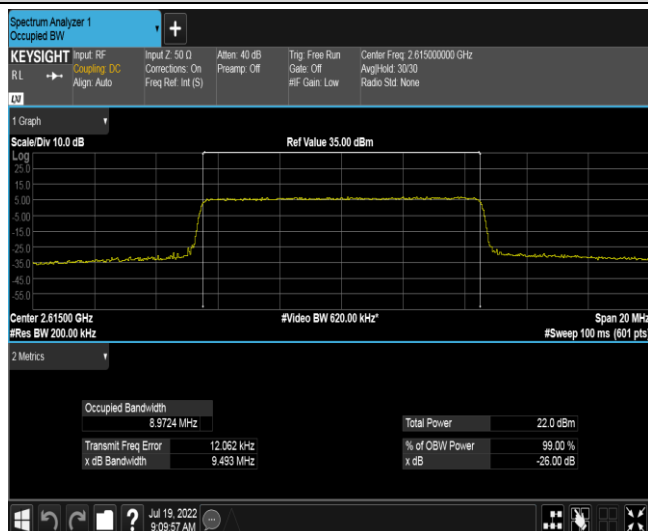 Spectrum Analyzer 1
Occupied BW
+
KEYSIGHT
RL
LXI
Input: RF
Coupling: DC
Align: Auto
Input Z: 50 Ω
Corrections: On
Freq Ref: Int (S)
Atten: 40 dB
Preamp: Off
Trig: Free Run
Gate: Off
#IF Gain: Low
Center Freq: 2.615000000 GHz
Avg|Hold: 30/30
Radio Std: None
1 Graph
Scale/Div 10.0 dB
Ref Value 35.00 dBm
Log
25.0
15.0
5.00
-5.00
-15.0
-25.0
-35.0
-45.0
-55.0
Center 2.61500 GHz
#Video BW 620.00 kHz*
Span 20 MHz
#Res BW 200.00 kHz
#Sweep 100 ms (601 pts)
2 Metrics
Occupied Bandwidth
8.9724 MHz
Total Power 22.0 dBm
Transmit Freq Error 12.062 kHz
% of OBW Power 99.00 %
x dB Bandwidth 9.493 MHz
x dB -26.00 dB
?
Jul 19, 2022
9:09:57 AM